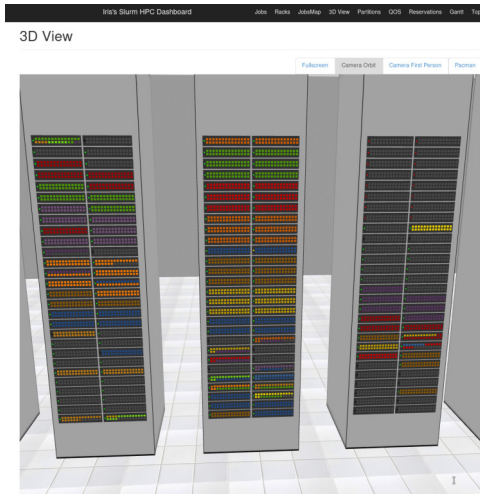 Iris's Slurm HPC Dashboard Jobs Racks JobsMap 3D View Partitions QOS Reservations Gantt Top
3D View
Fullscreen Camera Orbit Camera First Person Pacman